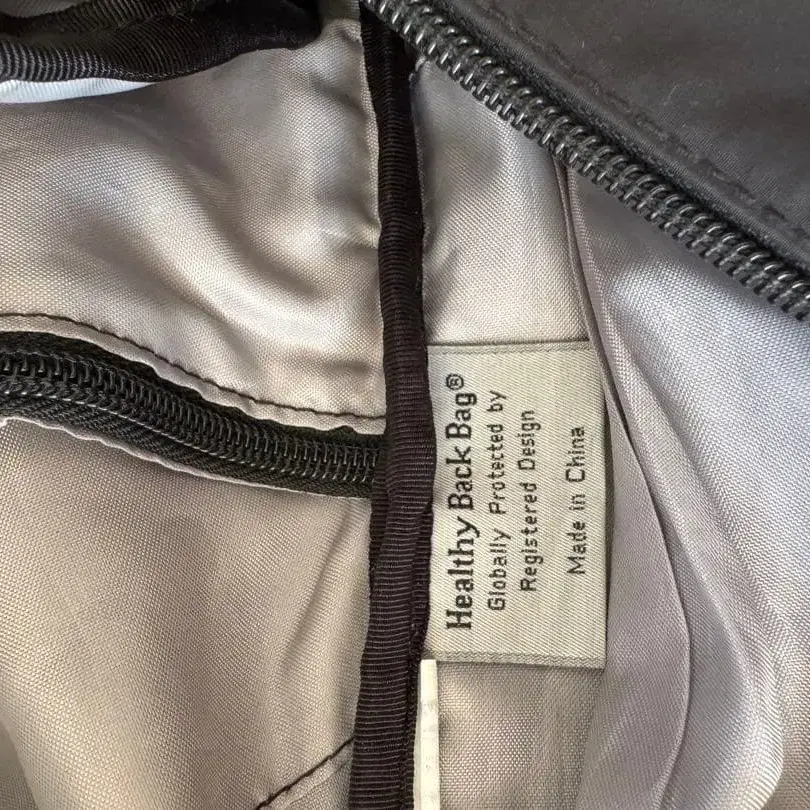 Healthy Back Bag®
Globally Protected by
Registered Design
Made in China